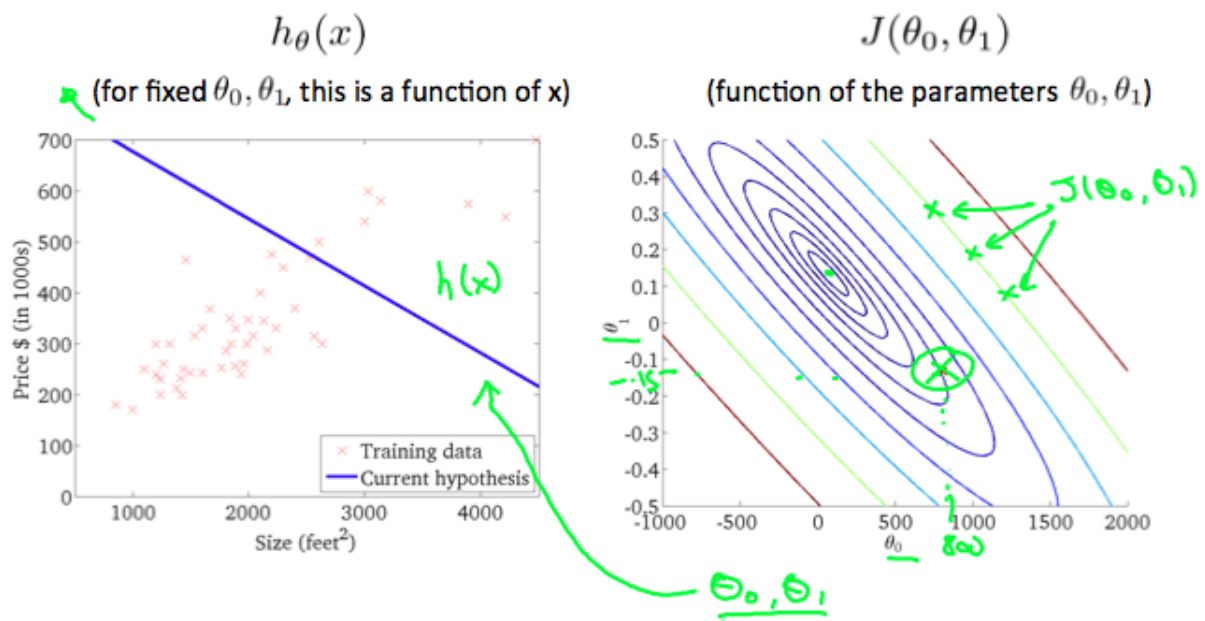 hθ(x)
(for fixed θ0, θ1, this is a function of x)
700
600
500
400
300
200
100
0
Price $ (in 1000s)
1000
2000
3000
4000
Size (feet²)
Training data
Current hypothesis
h(x)
J(θ0, θ1)
(function of the parameters θ0, θ1)
0.5
0.4
0.3
0.2
0.1
0
-0.1
-0.2
-0.3
-0.4
-0.5
θ1
-.15
-1000
-500
0
500
1000
1500
2000
θ0
800
J(θ0, θ1)
θ0, θ1